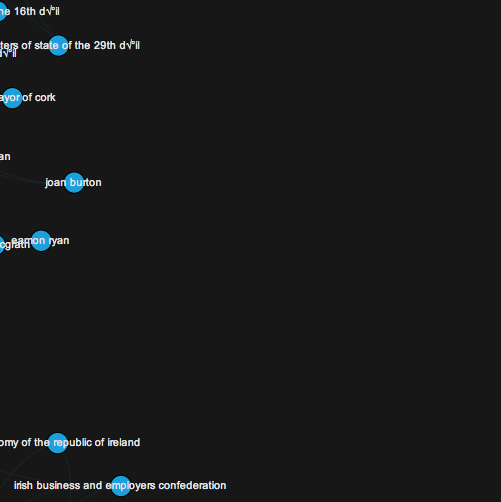 he 16th d√°il
ters of state of the 29th d√°il
d√°il
ayor of cork
an
joan burton
eamon ryan
cgrath
omy of the republic of ireland
irish business and employers confederation